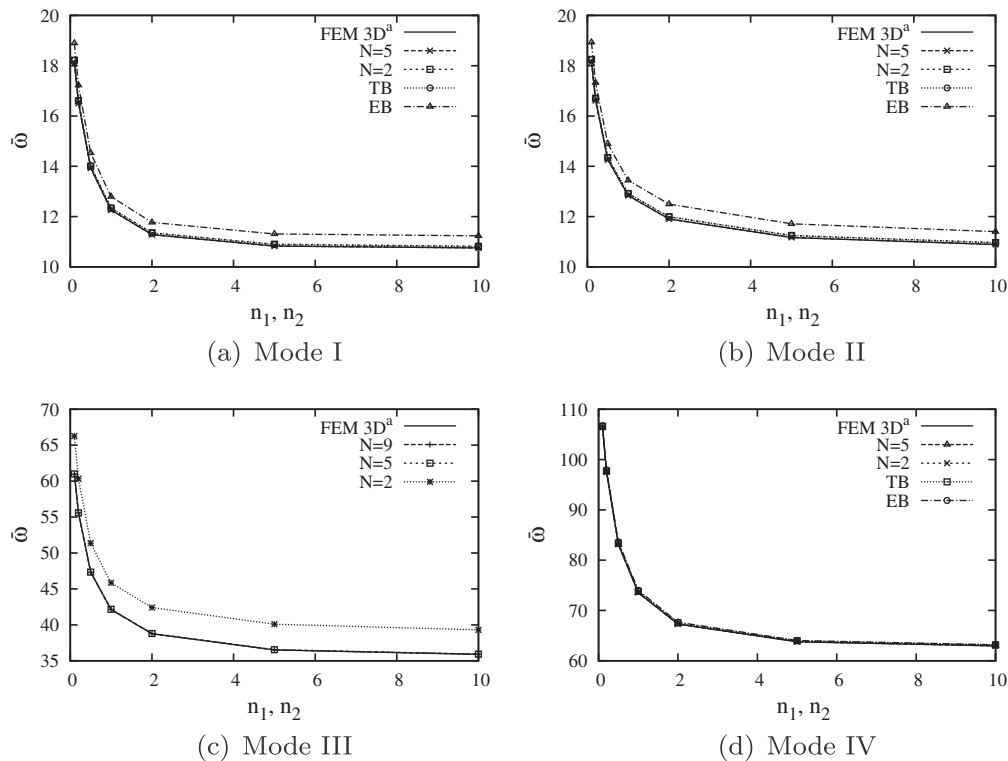 20
18
16
14
12
10
ω̄
0 2 4 6 8 10
n₁, n₂
FEM 3Dᵃ
N=5
N=2
TB
EB
(a) Mode I
20
18
16
14
12
10
ω̄
0 2 4 6 8 10
n₁, n₂
FEM 3Dᵃ
N=5
N=2
TB
EB
(b) Mode II
70
65
60
55
50
45
40
35
ω̄
0 2 4 6 8 10
n₁, n₂
FEM 3Dᵃ
N=9
N=5
N=2
(c) Mode III
110
100
90
80
70
60
ω̄
0 2 4 6 8 10
n₁, n₂
FEM 3Dᵃ
N=5
N=2
TB
EB
(d) Mode IV